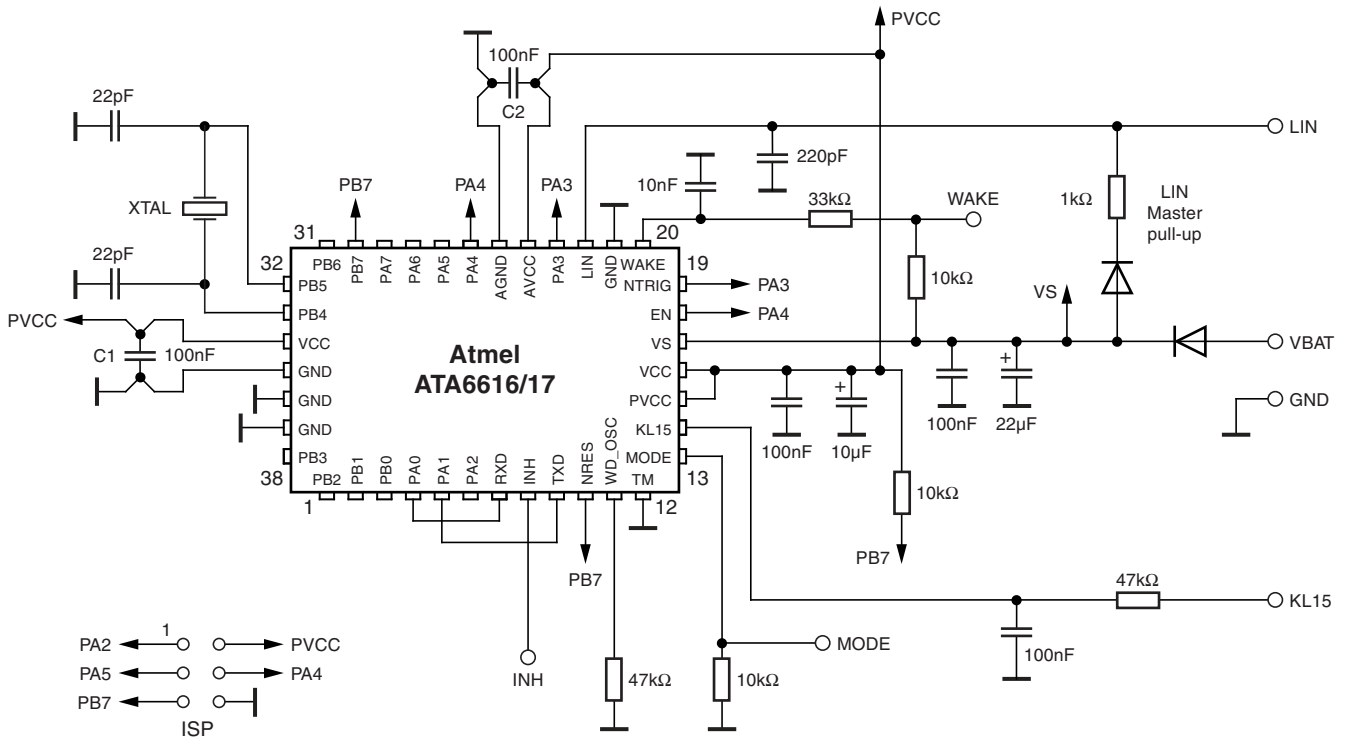 PVCC
100nF
C2
22pF
LIN
220pF
10nF
PB7
PA4
PA3
XTAL
33kΩ
WAKE
1kΩ
LIN
Master
pull-up
31
20
22pF
32
PB6
PB7
PA7
PA6
PA5
PA4
AGND
AVCC
PA3
LIN
GND
WAKE
19
PB5
NTRIG
PA3
10kΩ
PB4
EN
PA4
VS
PVCC
VCC
VS
VBAT
C1
100nF
Atmel
ATA6616/17
GND
VCC
GND
PVCC
GND
GND
KL15
100nF
10µF
100nF
22µF
PB3
MODE
38
PB2
PB1
PB0
PA0
PA1
PA2
RXD
INH
TXD
NRES
WD_OSC
TM
13
1
12
10kΩ
PB7
PB7
47kΩ
KL15
PA2
1
PVCC
MODE
100nF
PA5
PA4
INH
47kΩ
10kΩ
PB7
ISP